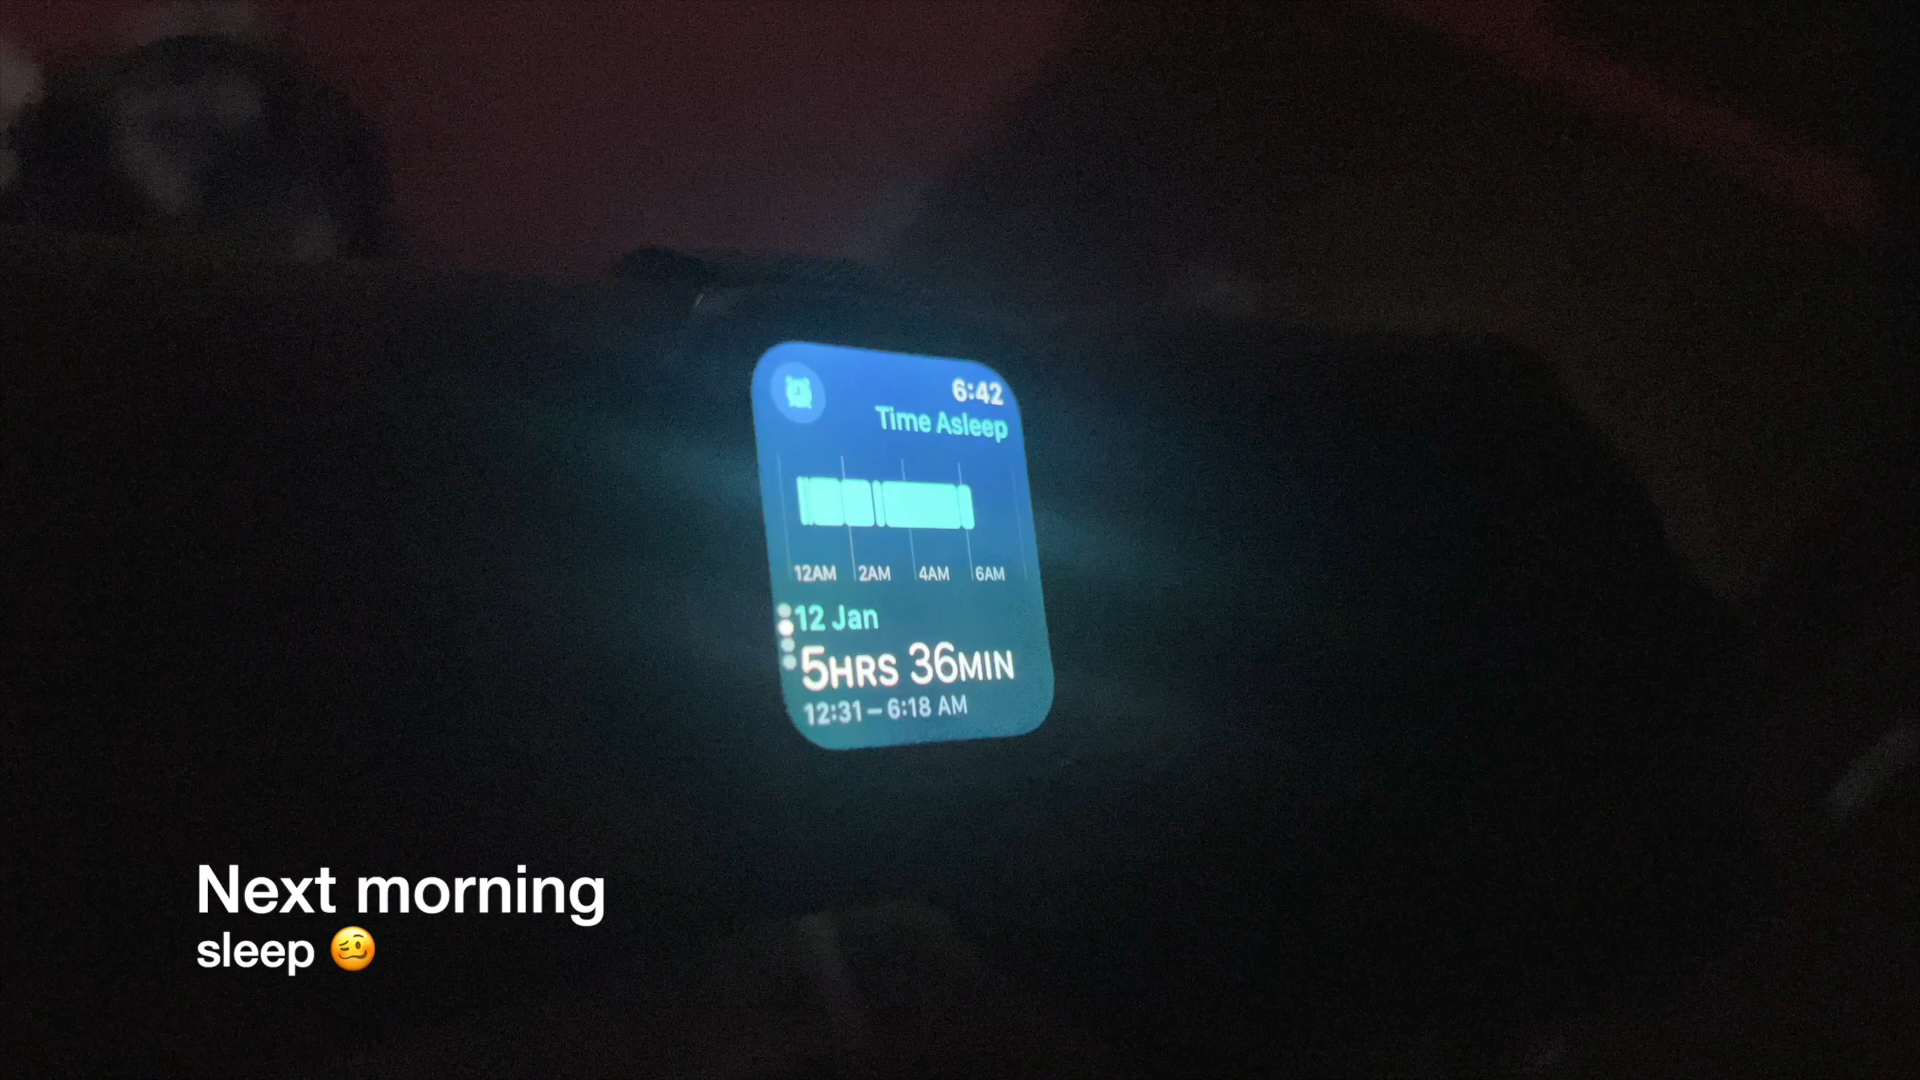 6:42
Time Asleep
12AM 2AM 4AM 6AM
12 Jan
5HRS 36MIN
12:31 – 6:18 AM
Next morning
sleep 🥴